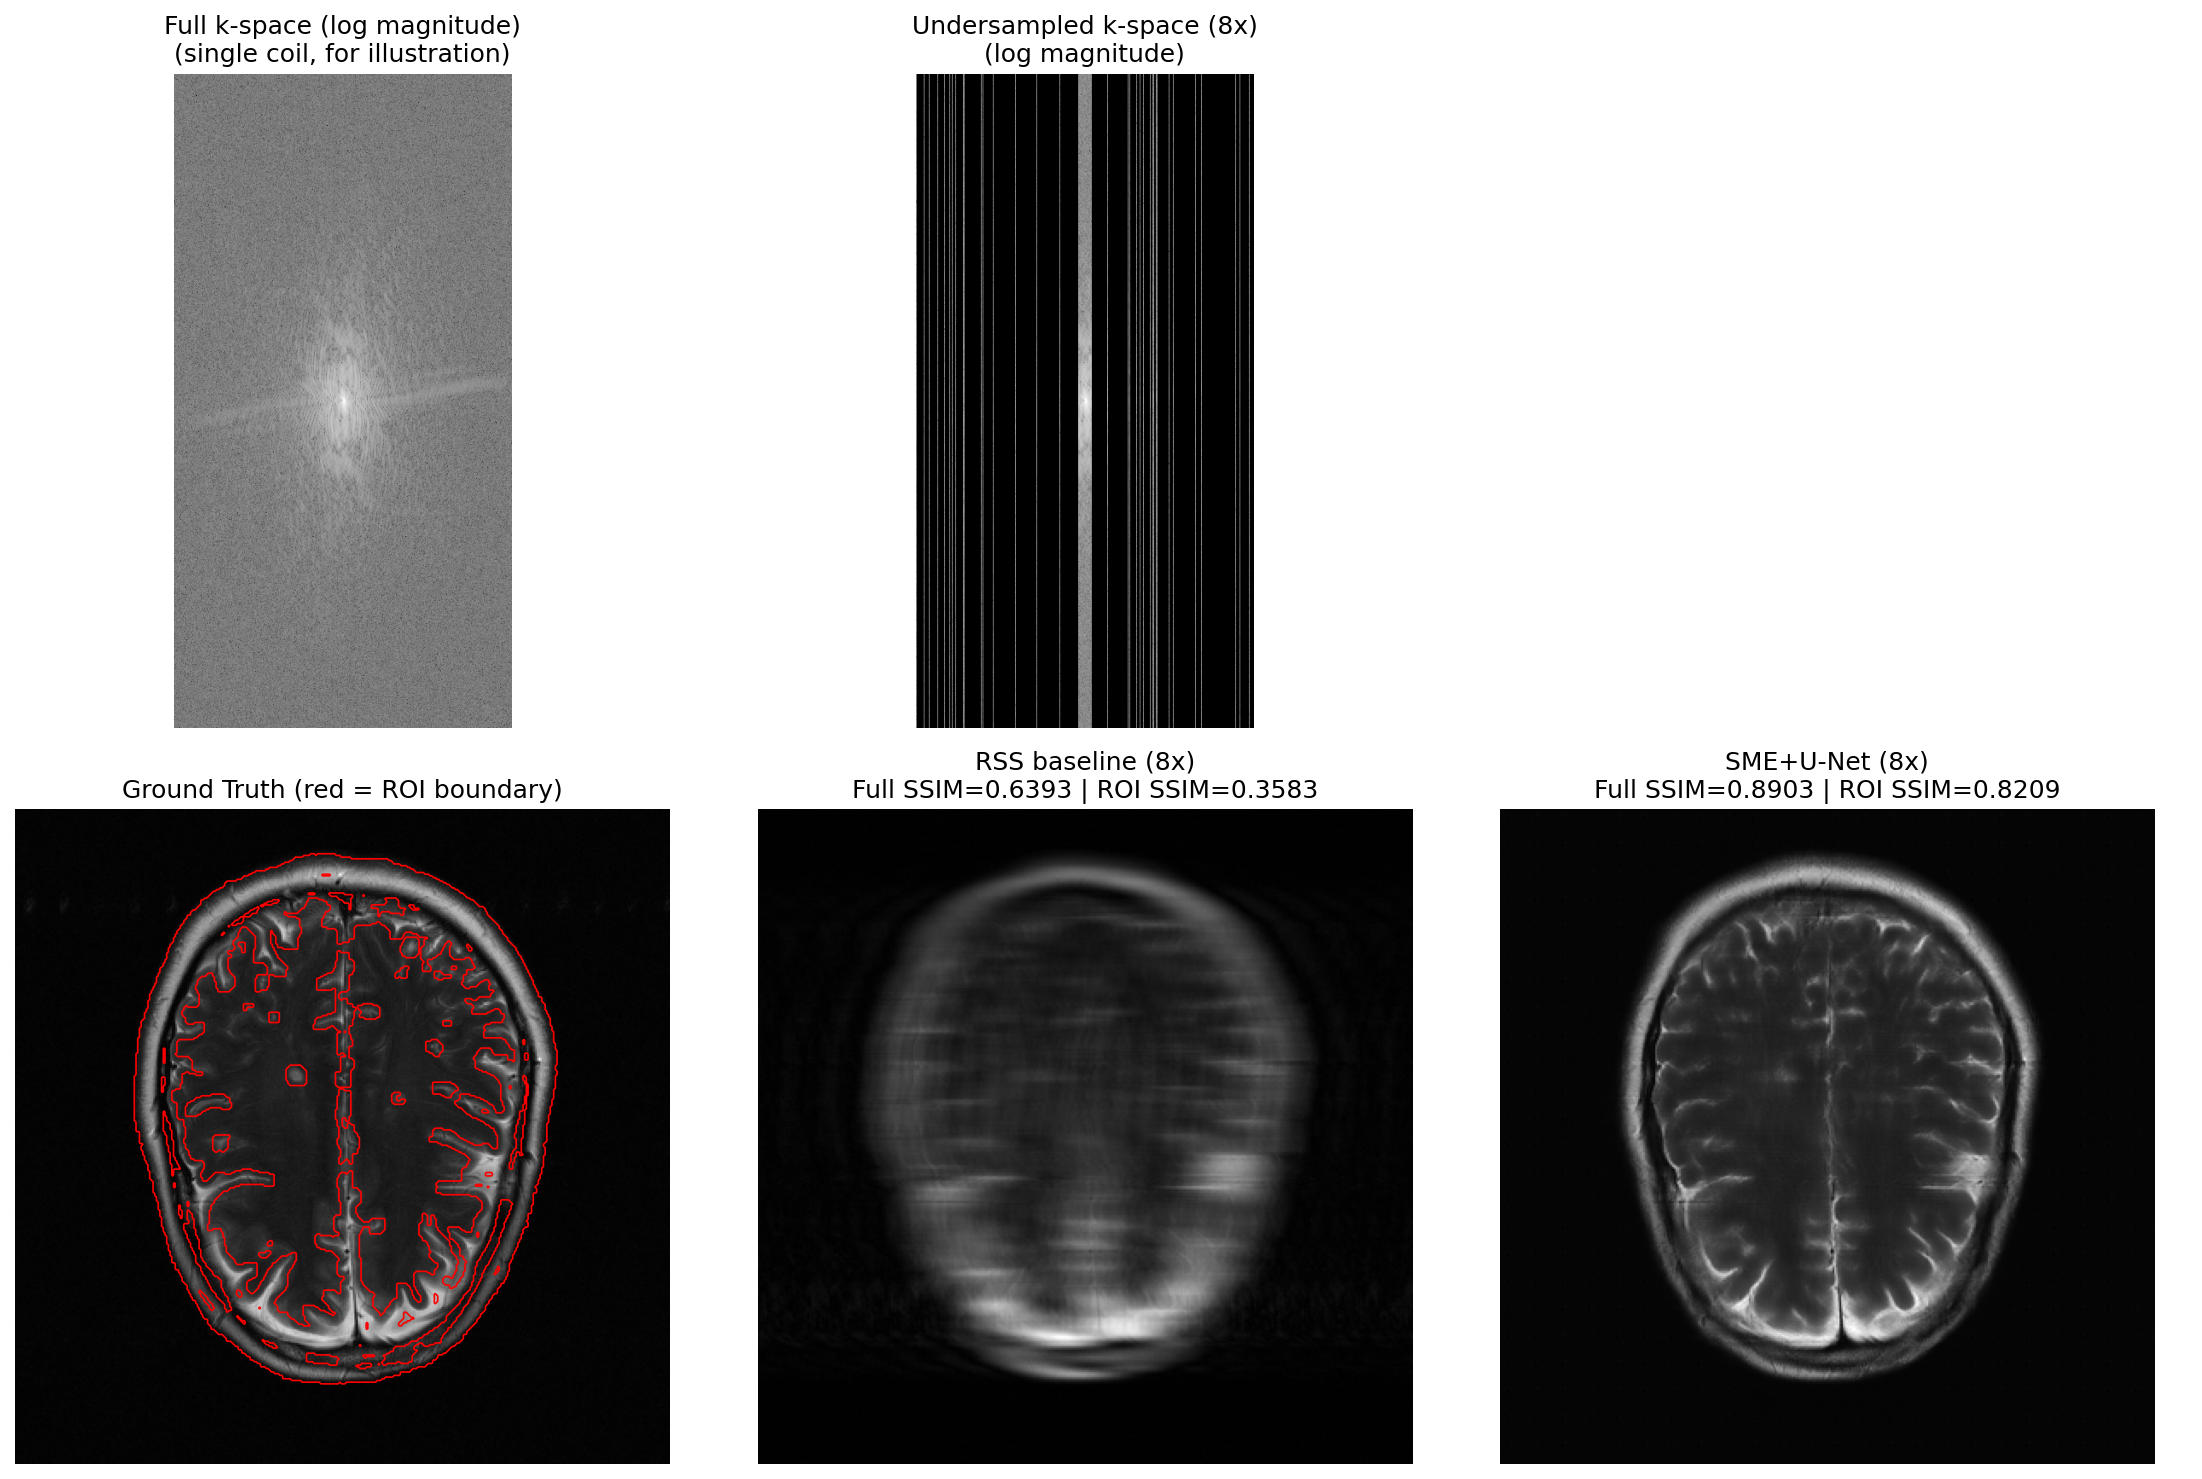 Full k-space (log magnitude)
(single coil, for illustration)
Undersampled k-space (8x)
(log magnitude)
Ground Truth (red = ROI boundary)
RSS baseline (8x)
Full SSIM=0.6393 | ROI SSIM=0.3583
SME+U-Net (8x)
Full SSIM=0.8903 | ROI SSIM=0.8209